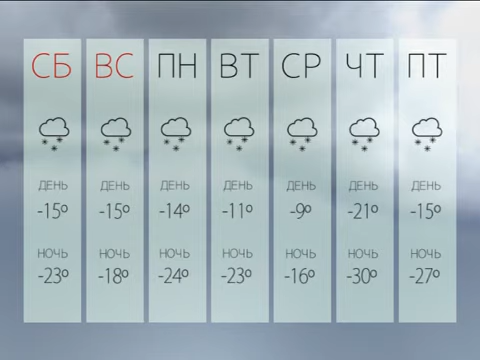 СБ ВС ПН ВТ СР ЧТ ПТ
ДЕНЬ ДЕНЬ ДЕНЬ ДЕНЬ ДЕНЬ ДЕНЬ ДЕНЬ
-15° -15° -14° -11° -9° -21° -15°
НОЧЬ НОЧЬ НОЧЬ НОЧЬ НОЧЬ НОЧЬ НОЧЬ
-23° -18° -24° -23° -16° -30° -27°